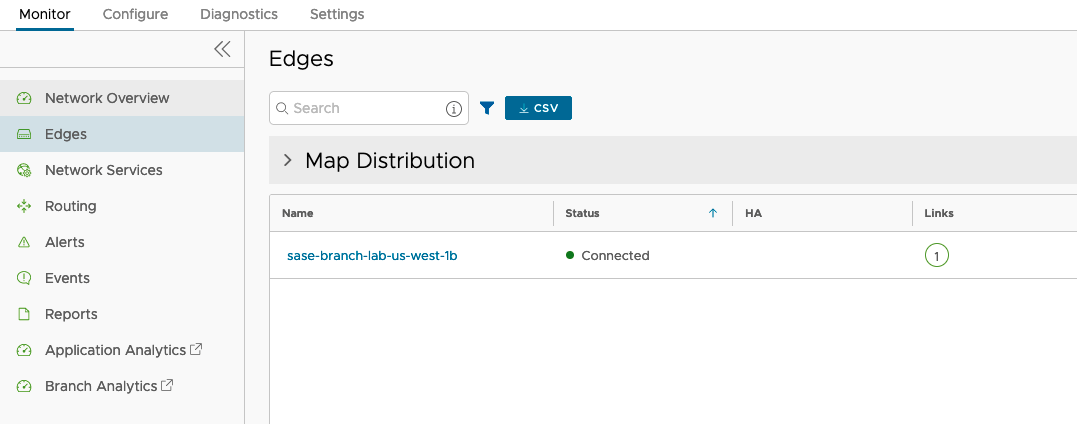 Monitor Configure Diagnostics Settings
Network Overview
Edges
Network Services
Routing
Alerts
Events
Reports
Application Analytics
Branch Analytics
Edges
Search CSV
Map Distribution
Name Status HA Links
sase-branch-lab-us-west-1b Connected 1